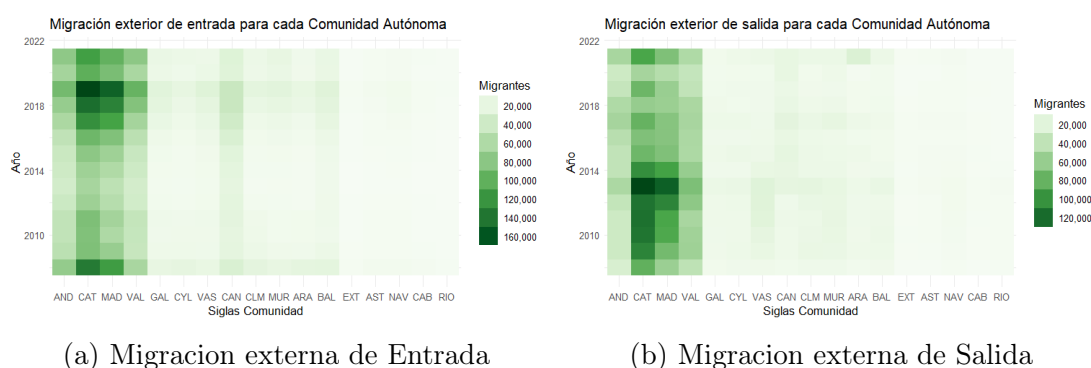 Migración exterior de entrada para cada Comunidad Autónoma
2022
2018
2014
2010
Año
AND CAT MAD VAL GAL CYL VAS CAN CLM MUR ARA BAL EXT AST NAV CAB RIO
Siglas Comunidad
Migrantes
20,000
40,000
60,000
80,000
100,000
120,000
140,000
160,000
(a) Migracion externa de Entrada
Migración exterior de salida para cada Comunidad Autónoma
2022
2018
2014
2010
Año
AND CAT MAD VAL GAL CYL VAS CAN CLM MUR ARA BAL EXT AST NAV CAB RIO
Siglas Comunidad
Migrantes
20,000
40,000
60,000
80,000
100,000
120,000
(b) Migracion externa de Salida